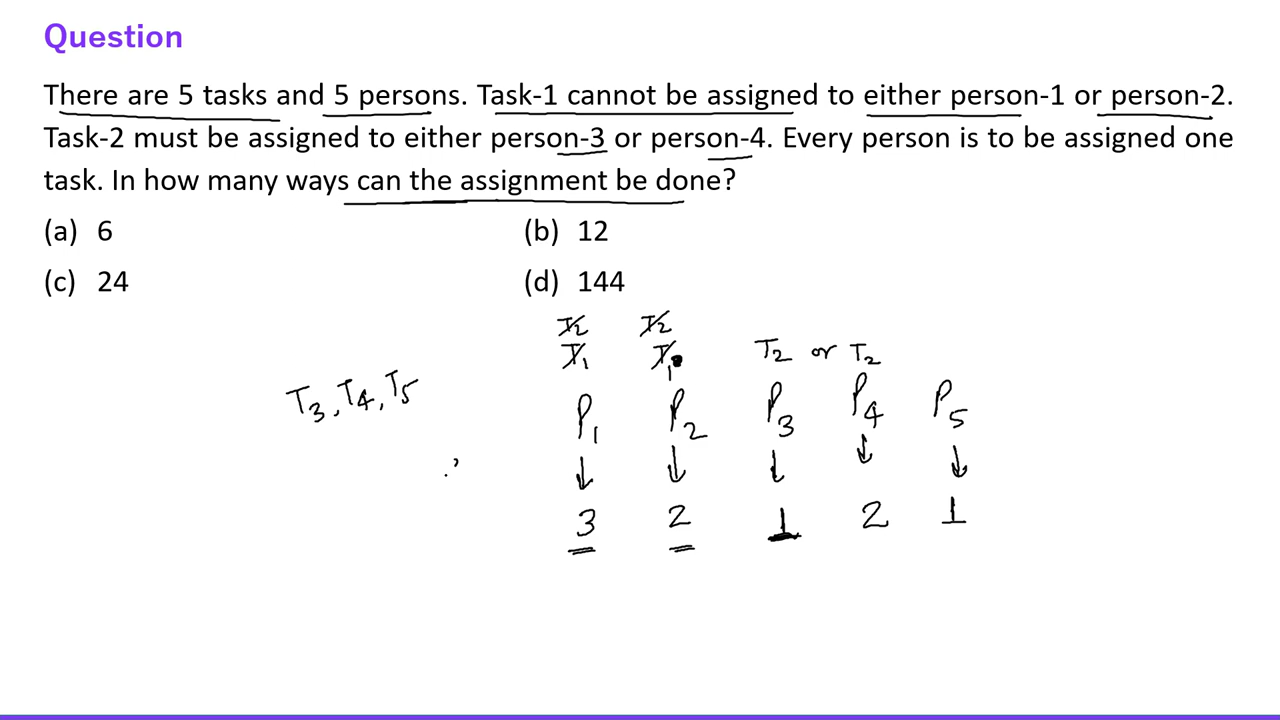 Question
There are 5 tasks and 5 persons. Task-1 cannot be assigned to either person-1 or person-2.
Task-2 must be assigned to either person-3 or person-4. Every person is to be assigned one
task. In how many ways can the assignment be done?
(a) 6 (b) 12
(c) 24 (d) 144
T2 T2
T1 T1 T2 or T2
T3, T4, T5
P1 P2 P3 P4 P5
↓ ↓ ↓ ↓ ↓
3 2 1 2 1